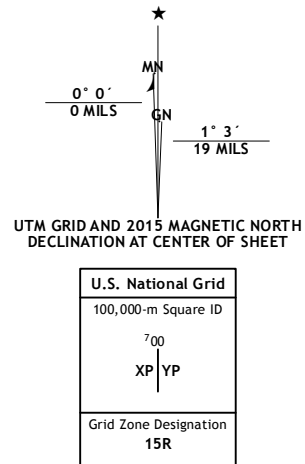 MN
0° 0´
0 MILS
GN
1° 3´
19 MILS
UTM GRID AND 2015 MAGNETIC NORTH
DECLINATION AT CENTER OF SHEET
U.S. National Grid
100,000-m Square ID
⁷00
XP YP
Grid Zone Designation
15R